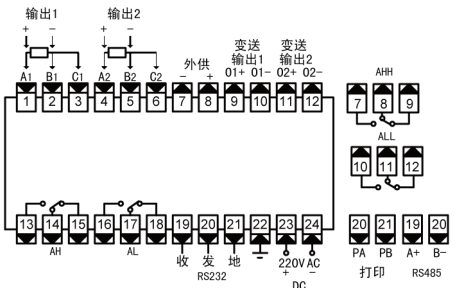 输出1 输出2
+ - + -
外供
变送 变送
输出1 输出2
A1 B1 C1 A2 B2 C2 - + 01+ 01- 02+ 02-
1 2 3 4 5 6 7 8 9 10 11 12
AHH
7 8 9
ALL
10 11 12
13 14 15 16 17 18 19 20 21 22 23 24
AH AL
收 发 地
RS232
220V AC
+ -
DC
20 21 19 20
PA PB A+ B-
打印 RS485